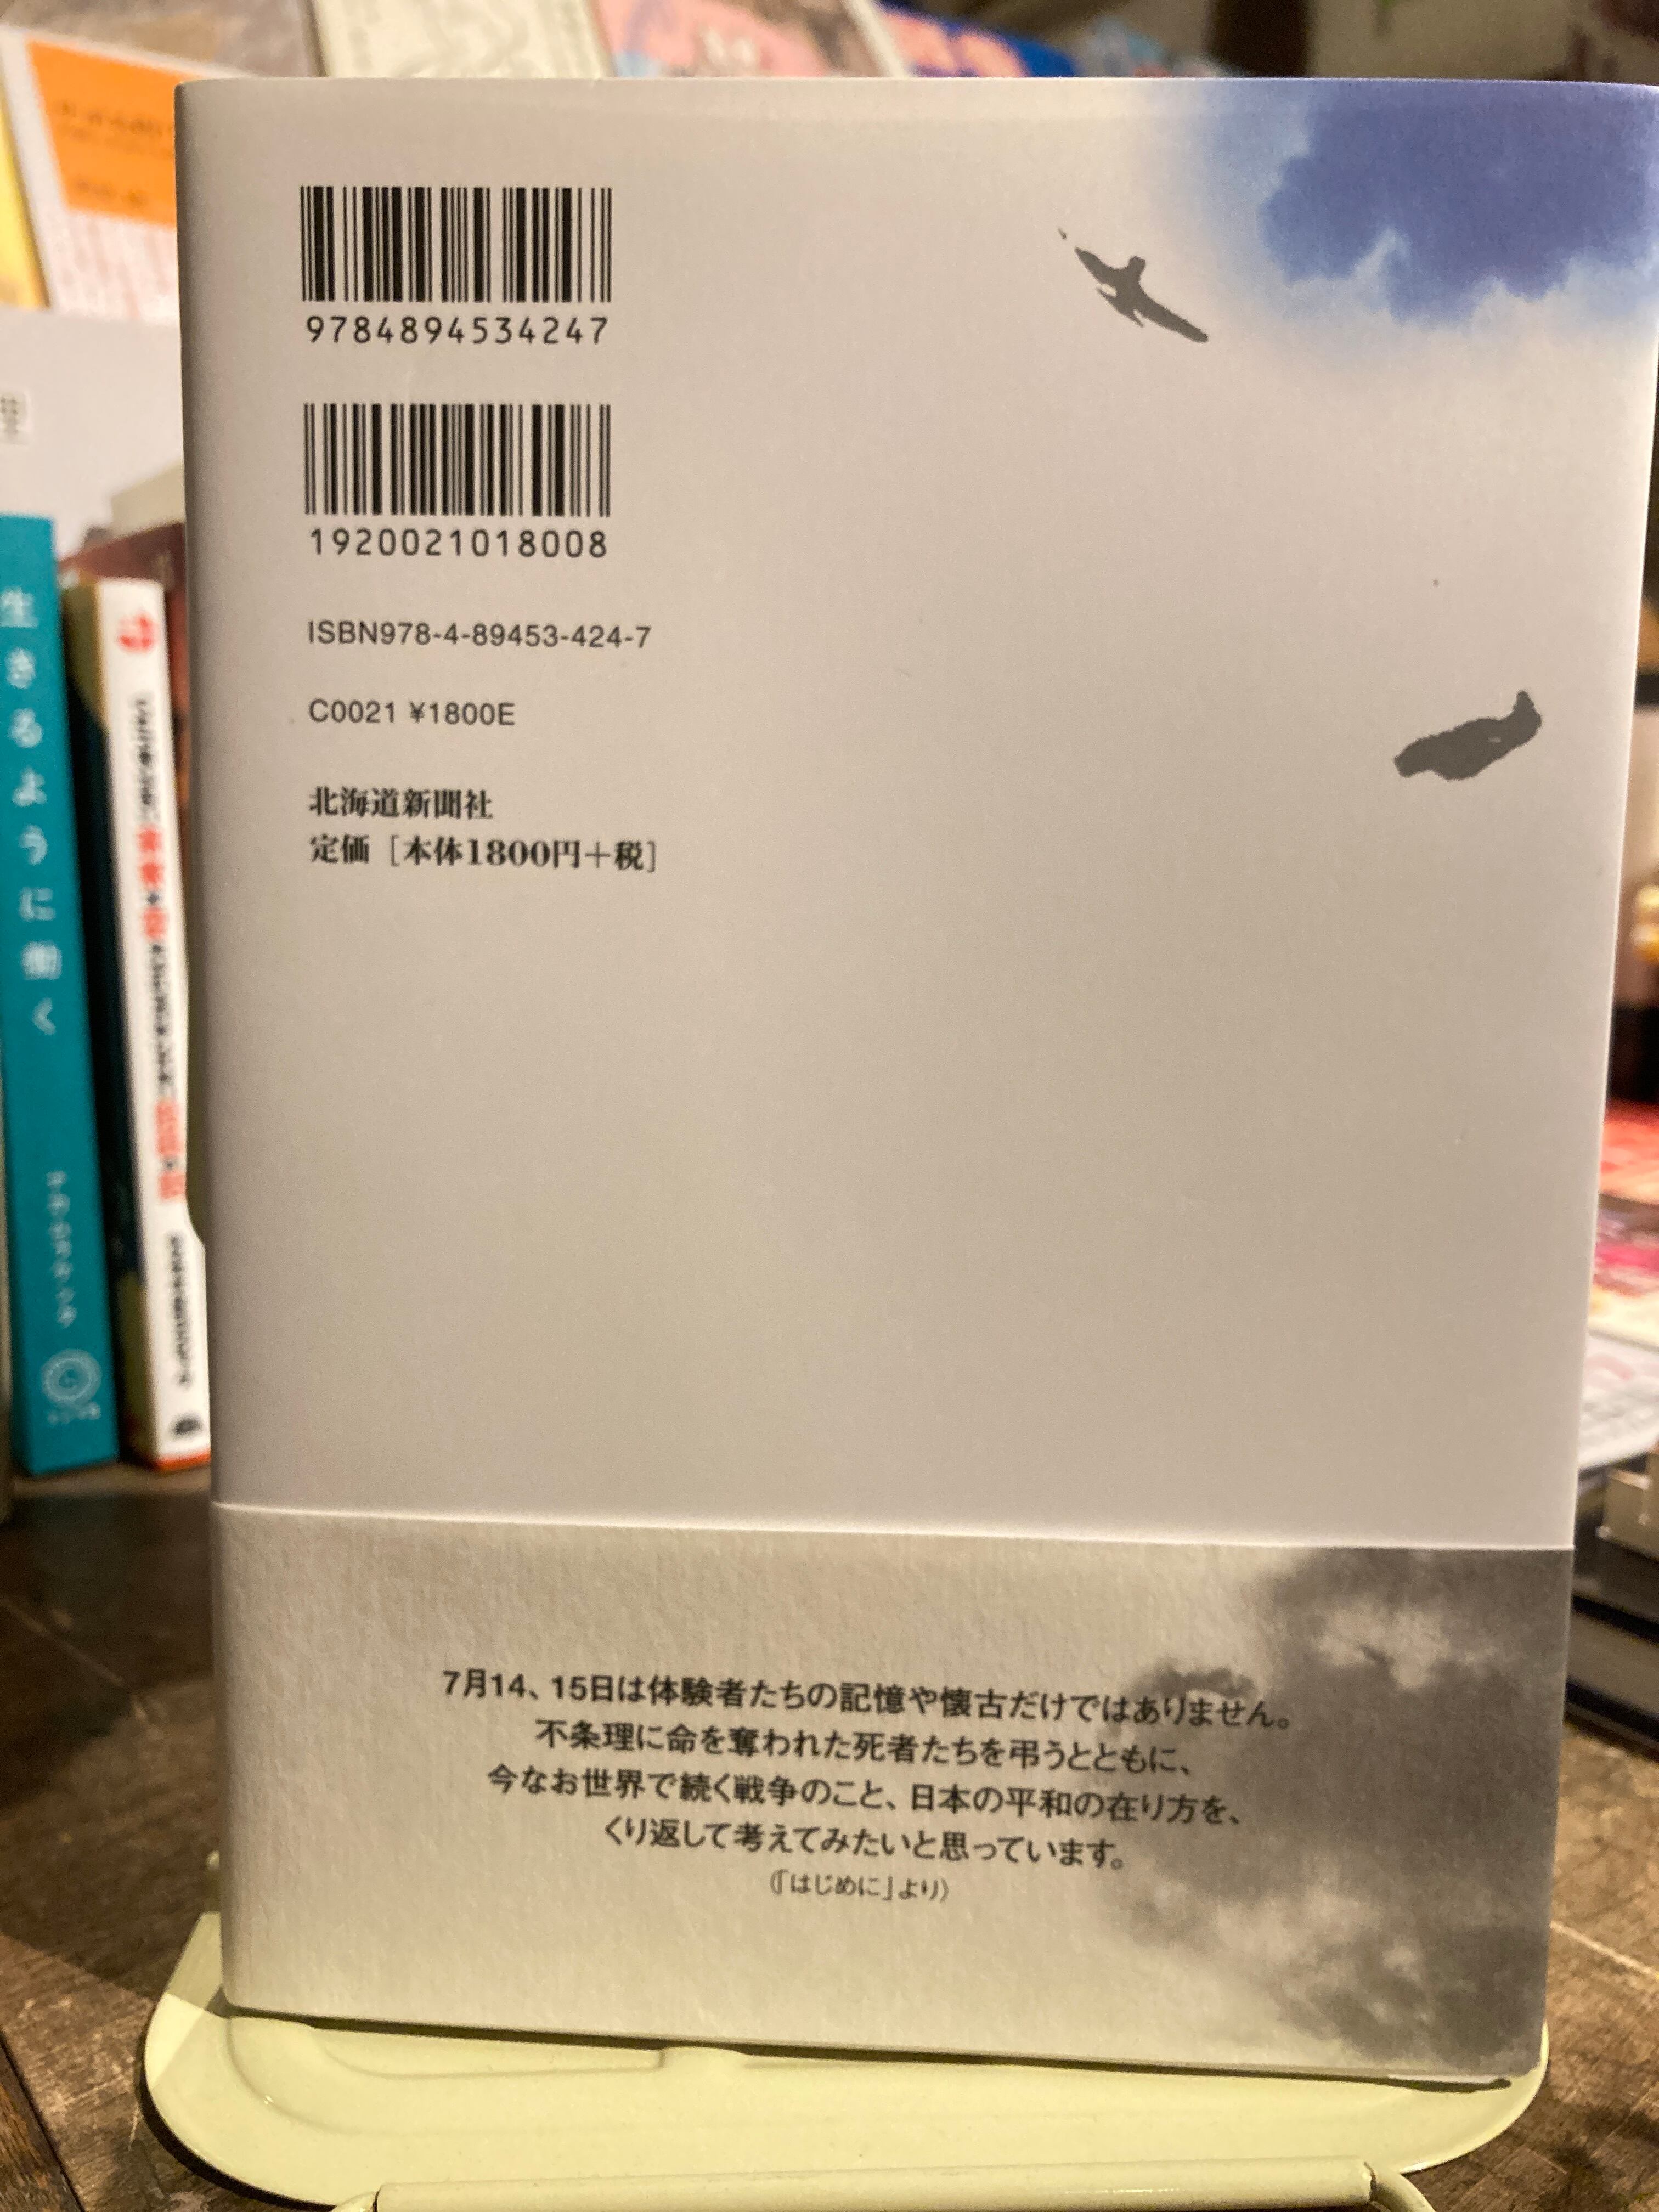 9784894534247
1920021018008
ISBN978-4-89453-424-7
C0021 ¥1800E
北海道新聞社
定価［本体1800円＋税］
7月14、15日は体験者たちの記憶や懐古だけではありません。
不条理に命を奪われた死者たちを弔うとともに、
今なお世界で続く戦争のこと、日本の平和の在り方を、
くり返して考えてみたいと思っています。
（「はじめに」より）
生きるように働く